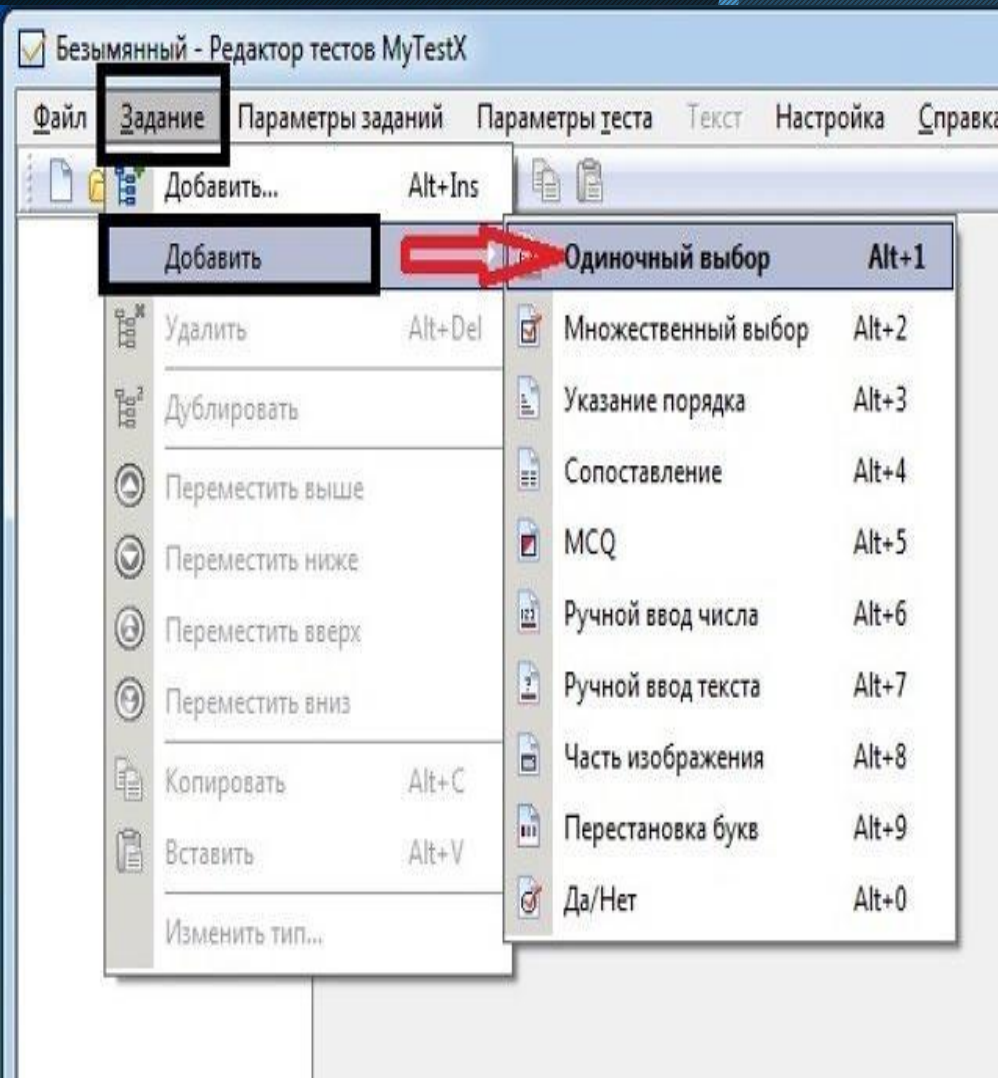 Безымянный - Редактор тестов MyTestX
Файл Задание Параметры заданий Параметры теста Текст Настройка Справка
Добавить... Alt+Ins
Добавить
Удалить Alt+Del
Дублировать
Переместить выше
Переместить ниже
Переместить вверх
Переместить вниз
Копировать Alt+C
Вставить Alt+V
Изменить тип...
Одиночный выбор Alt+1
Множественный выбор Alt+2
Указание порядка Alt+3
Сопоставление Alt+4
MCQ Alt+5
Ручной ввод числа Alt+6
Ручной ввод текста Alt+7
Часть изображения Alt+8
Перестановка букв Alt+9
Да/Нет Alt+0